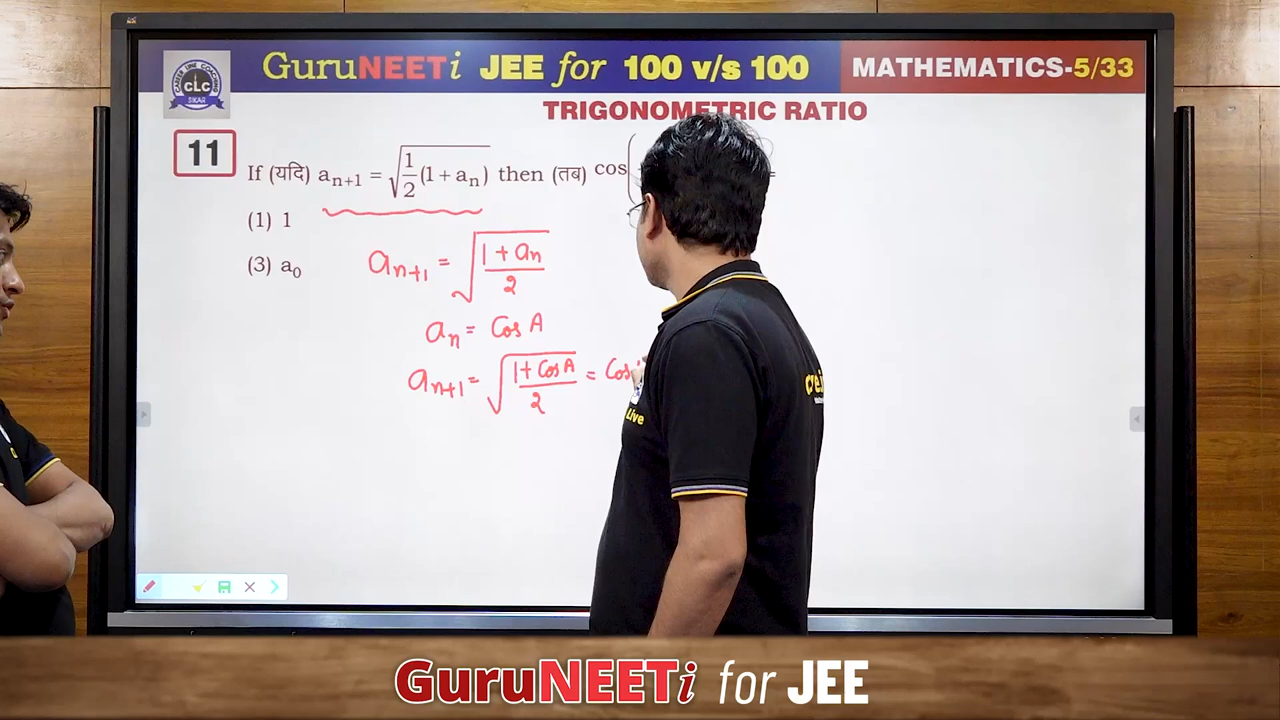 GuruNEETi JEE for 100 v/s 100 MATHEMATICS-5/33
CAREER LINE COACHING CLC SIKAR
TRIGONOMETRIC RATIO
11
If (यदि) aₙ₊₁ = √(1/2 (1 + aₙ)) then (तब) cos( =
(1) 1
(3) a₀
aₙ₊₁ = √((1 + aₙ)/2)
aₙ = Cos A
aₙ₊₁ = √((1 + Cos A)/2) = Cos
Live
GuruNEETi for JEE